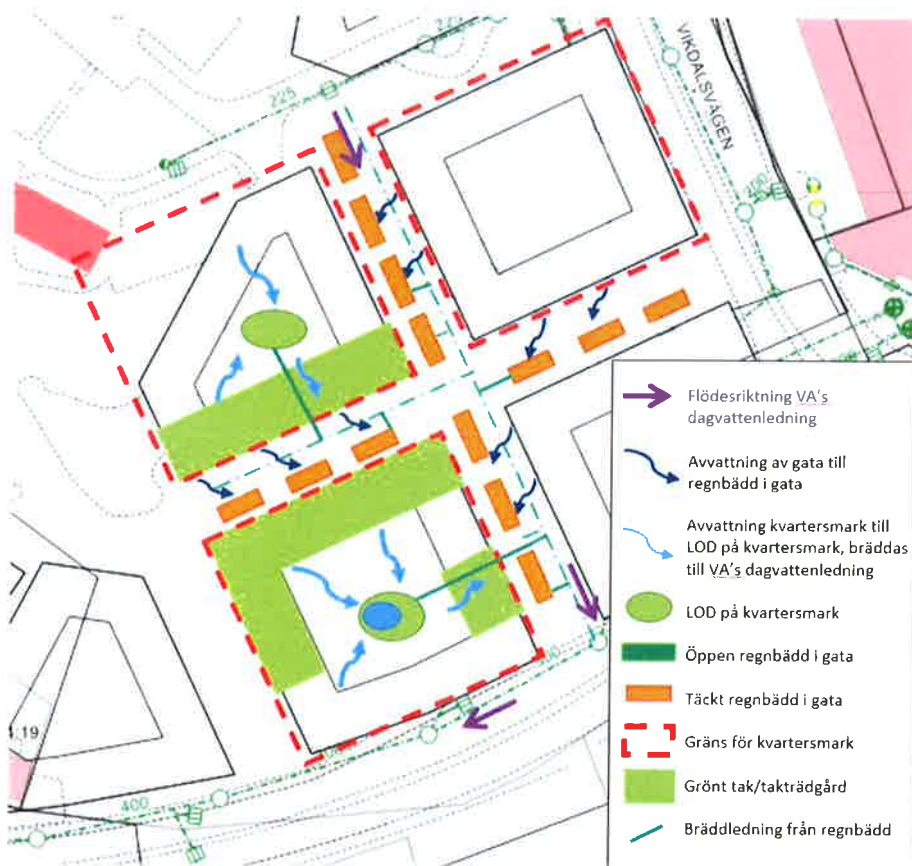 225
225
VIKDALSVÄGEN
400
Flödesriktning VA's
dagvattenledning
Avvattning av gata till
regnbädd i gata
Avvattning kvartersmark till
LOD på kvartersmark, bräddas
till VA's dagvattenledning
LOD på kvartersmark
Öppen regnbädd i gata
Täckt regnbädd i gata
Gräns för kvartersmark
Grönt tak/takträdgård
Bräddledning från regnbädd
4:19
400